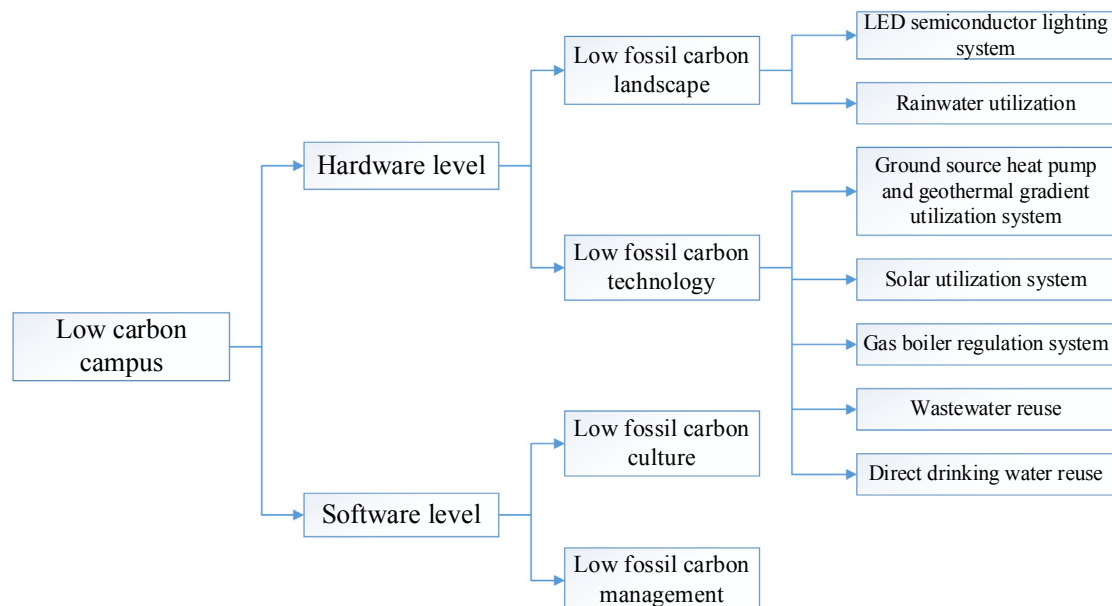 LED semiconductor lighting
system
Low fossil carbon
landscape
Rainwater utilization
Hardware level
Ground source heat pump
and geothermal gradient
utilization system
Low fossil carbon
technology
Solar utilization system
Low carbon
campus
Gas boiler regulation system
Wastewater reuse
Low fossil carbon
culture
Direct drinking water reuse
Software level
Low fossil carbon
management